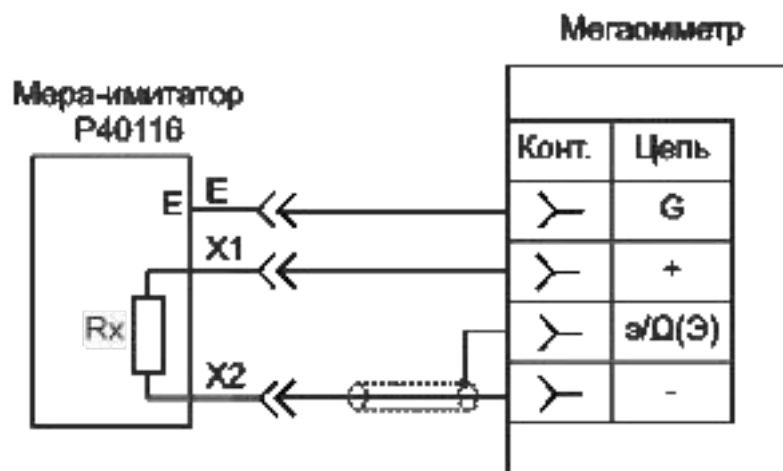 Мегаомметр
Мера-имитатор
Р40116
Конт.
Цепь
E
E
G
X1
+
Rx
э/Ω(Э)
X2
-